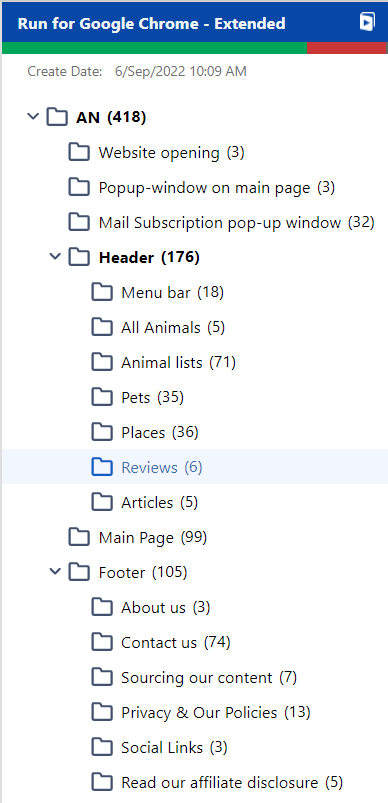 Run for Google Chrome - Extended
Create Date: 6/Sep/2022 10:09 AM
AN (418)
Website opening (3)
Popup-window on main page (3)
Mail Subscription pop-up window (32)
Header (176)
Menu bar (18)
All Animals (5)
Animal lists (71)
Pets (35)
Places (36)
Reviews (6)
Articles (5)
Main Page (99)
Footer (105)
About us (3)
Contact us (74)
Sourcing our content (7)
Privacy & Our Policies (13)
Social Links (3)
Read our affiliate disclosure (5)